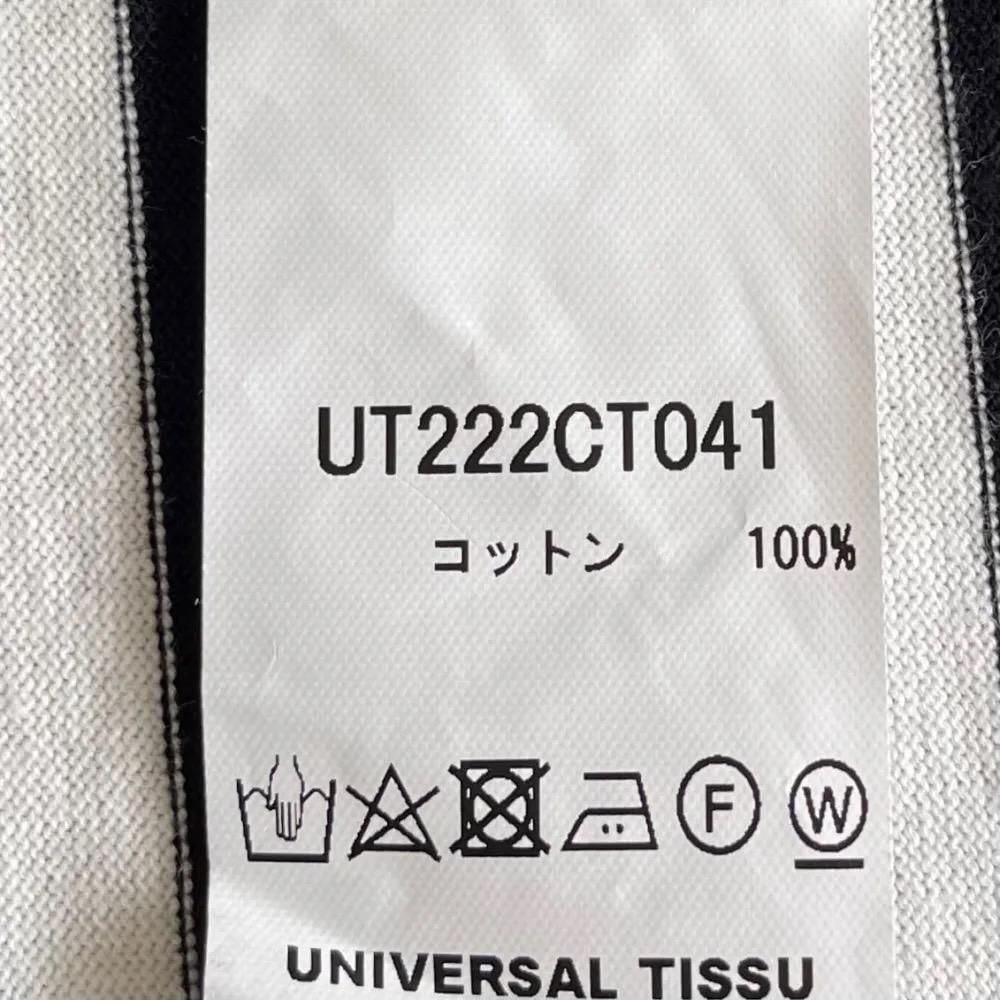 UT222CT041
コットン 100%
F W
UNIVERSAL TISSU